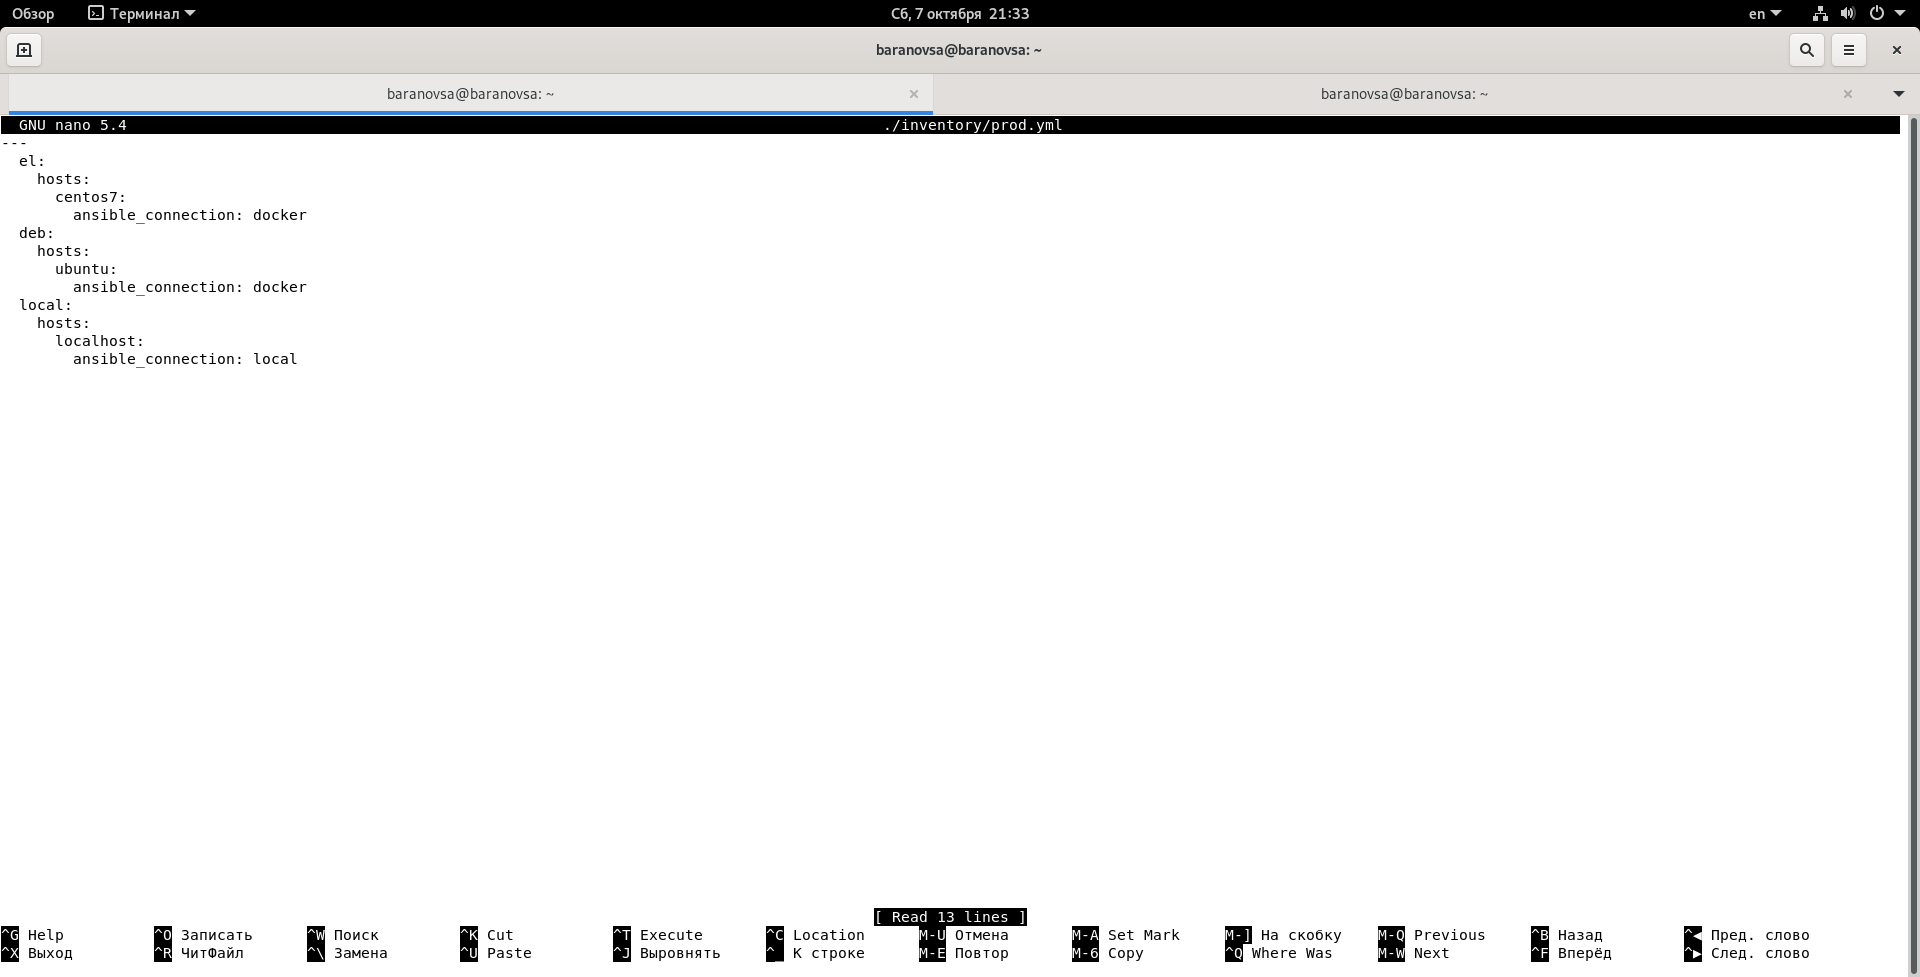 Обзор Терминал Сб, 7 октября 21:33 en
baranovsa@baranovsa: ~
baranovsa@baranovsa: ~ baranovsa@baranovsa: ~
GNU nano 5.4 ./inventory/prod.yml
---
  el:
    hosts:
      centos7:
        ansible_connection: docker
  deb:
    hosts:
      ubuntu:
        ansible_connection: docker
  local:
    hosts:
      localhost:
        ansible_connection: local
[ Read 13 lines ]
^G Help ^O Записать ^W Поиск ^K Cut ^T Execute ^C Location M-U Отмена M-A Set Mark M-] На скобку M-Q Previous ^B Назад ^◀ Пред. слово
^X Выход ^R ЧитФайл ^\ Замена ^U Paste ^J Выровнять ^_ К строке M-E Повтор M-6 Copy ^Q Where Was M-W Next ^F Вперёд ^▶ След. слово